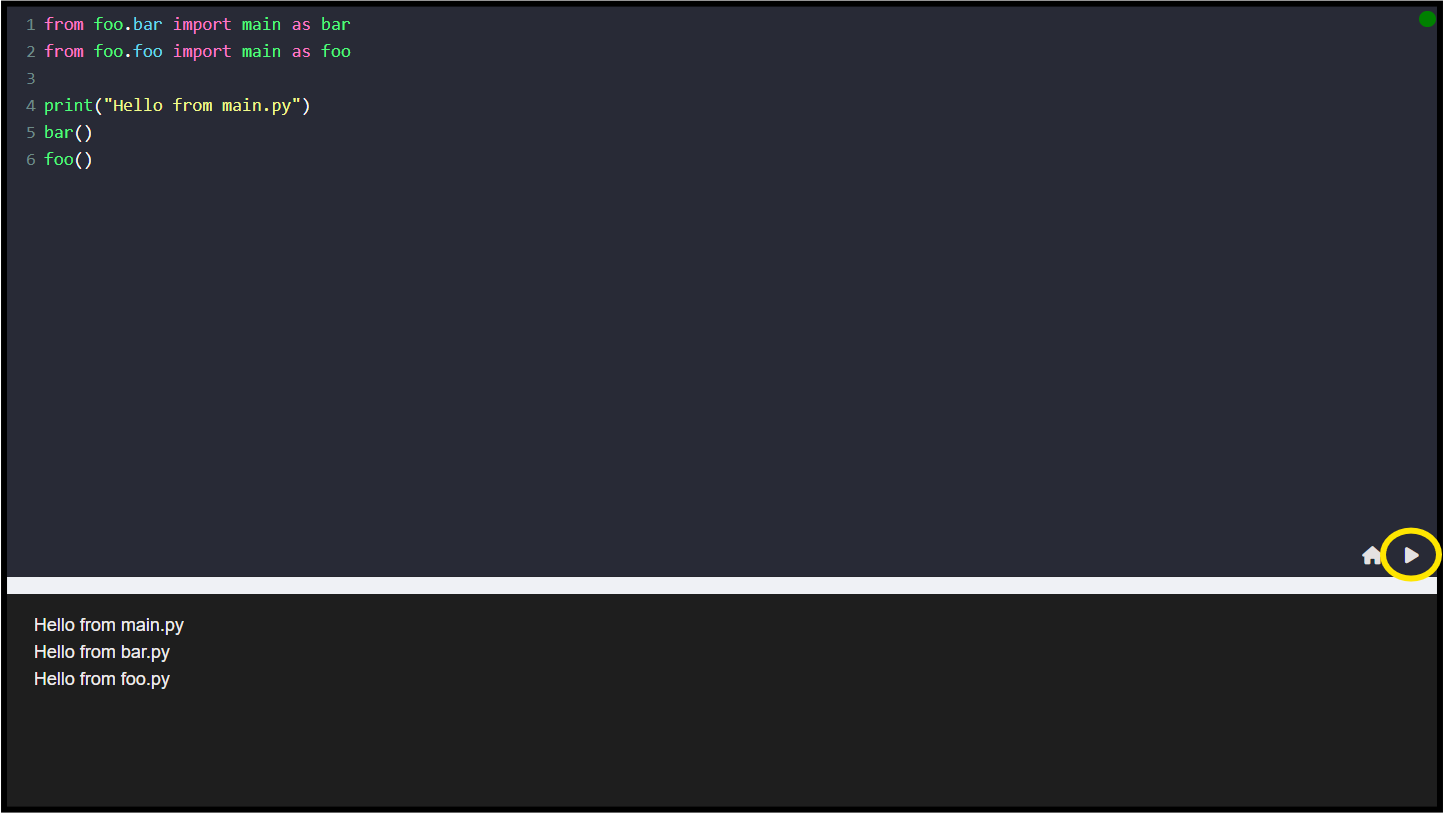 1 from foo.bar import main as bar
2 from foo.foo import main as foo
3
4 print("Hello from main.py")
5 bar()
6 foo()
Hello from main.py
Hello from bar.py
Hello from foo.py